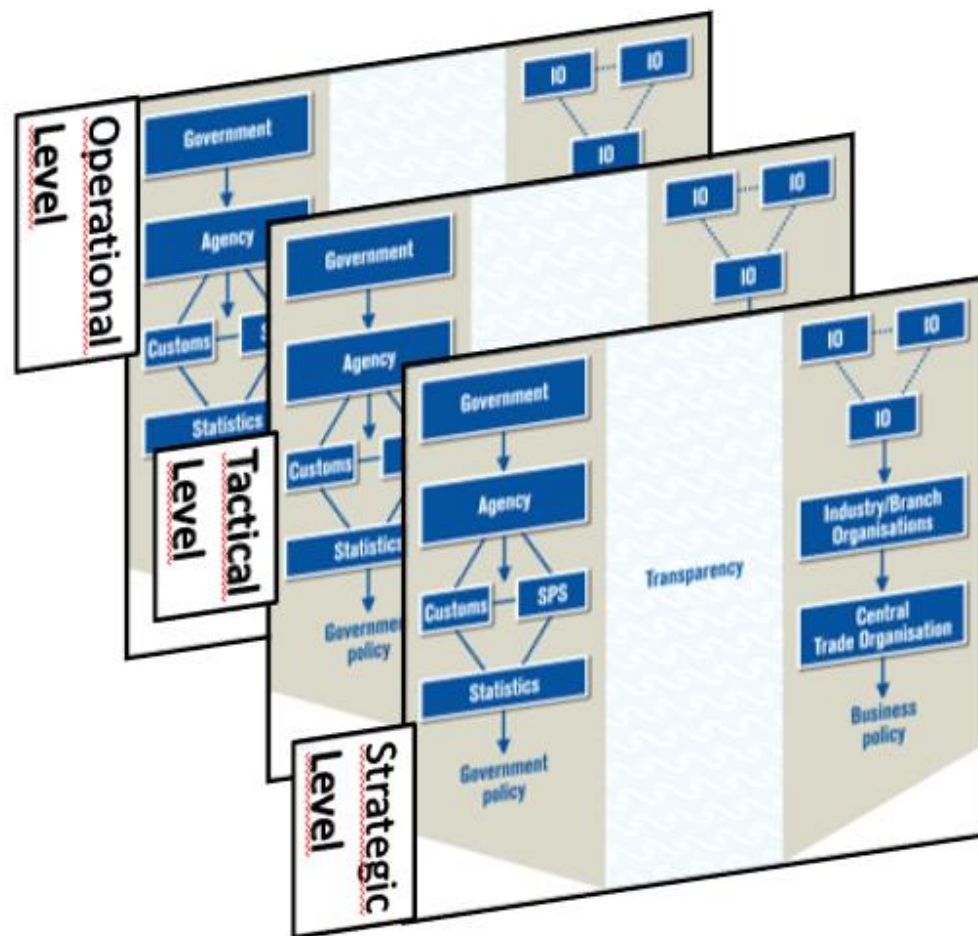 Operational
Level
Government
Agency
Customs
Statistics
IO
IO
IO
Tactical
Level
Government
Agency
Customs
Statistics
policy
IO
IO
IO
Strategic
Level
Government
Agency
Customs
SPS
Statistics
Government
policy
Transparency
IO
IO
IO
Industry/Branch
Organisations
Central
Trade Organisation
Business
policy